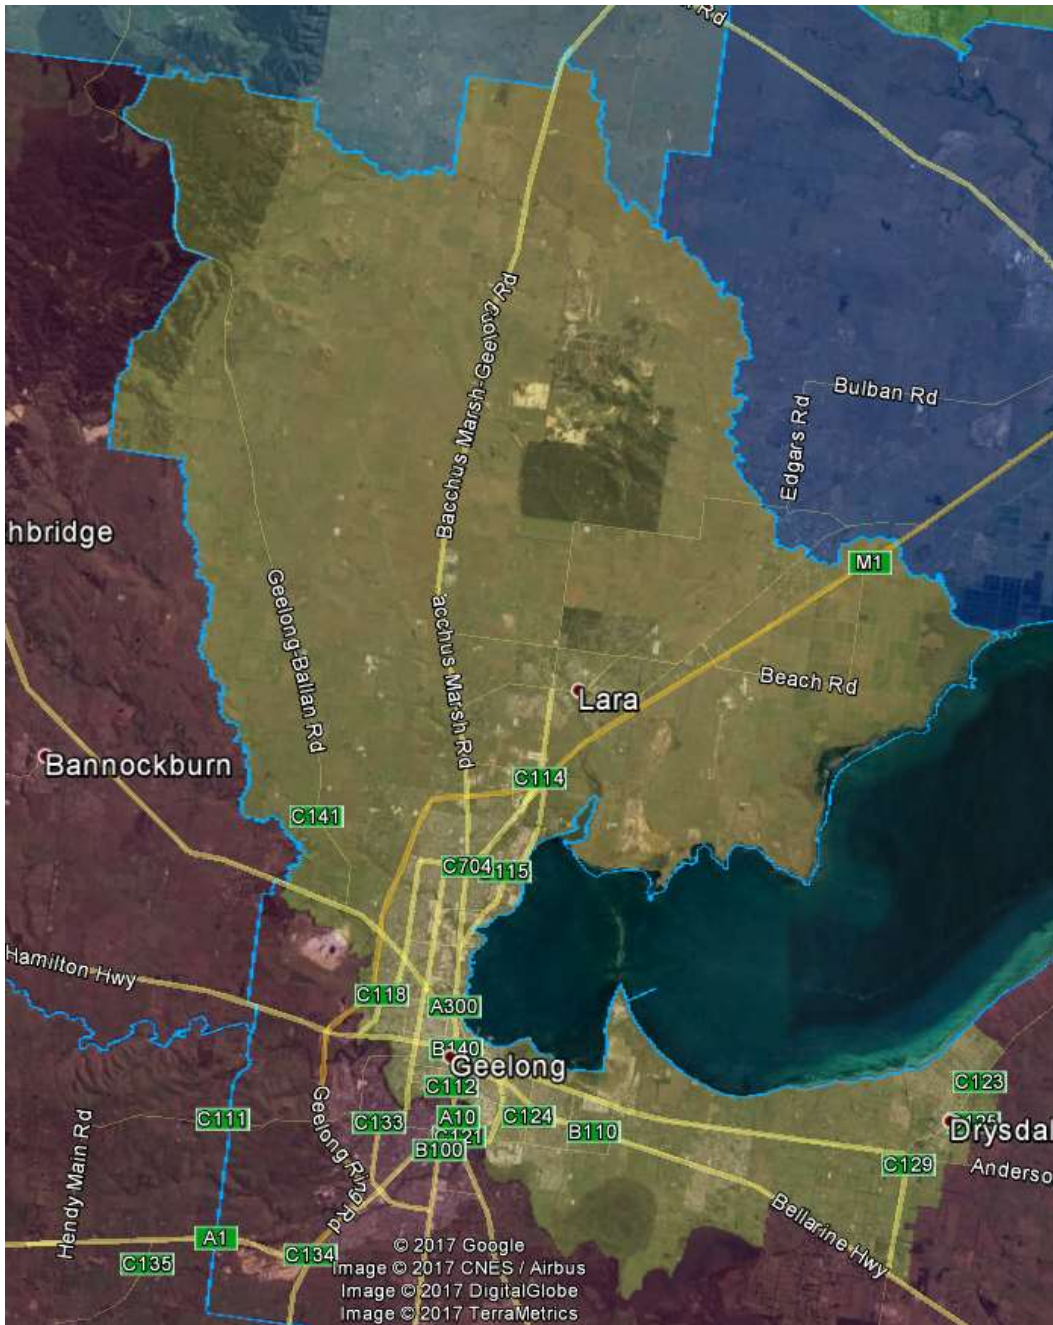 Rd
Bacchus Marsh-Geelong Rd
Bulban Rd
Edgars Rd
hbridge
M1
Geelong-Ballan Rd
acchus Marsh Rd
Beach Rd
Lara
Bannockburn
C114
C141
C704
115
Hamilton Hwy
C118
A300
B140
Geelong
C112
C123
C111
C133
A10
C124
B110
C121
B100
Drysdal
C129
Anderso
Hendy Main Rd
Geelong Ring Rd
Bellarine Hwy
A1
C134
C135
© 2017 Google
Image © 2017 CNES / Airbus
Image © 2017 DigitalGlobe
Image © 2017 TerraMetrics